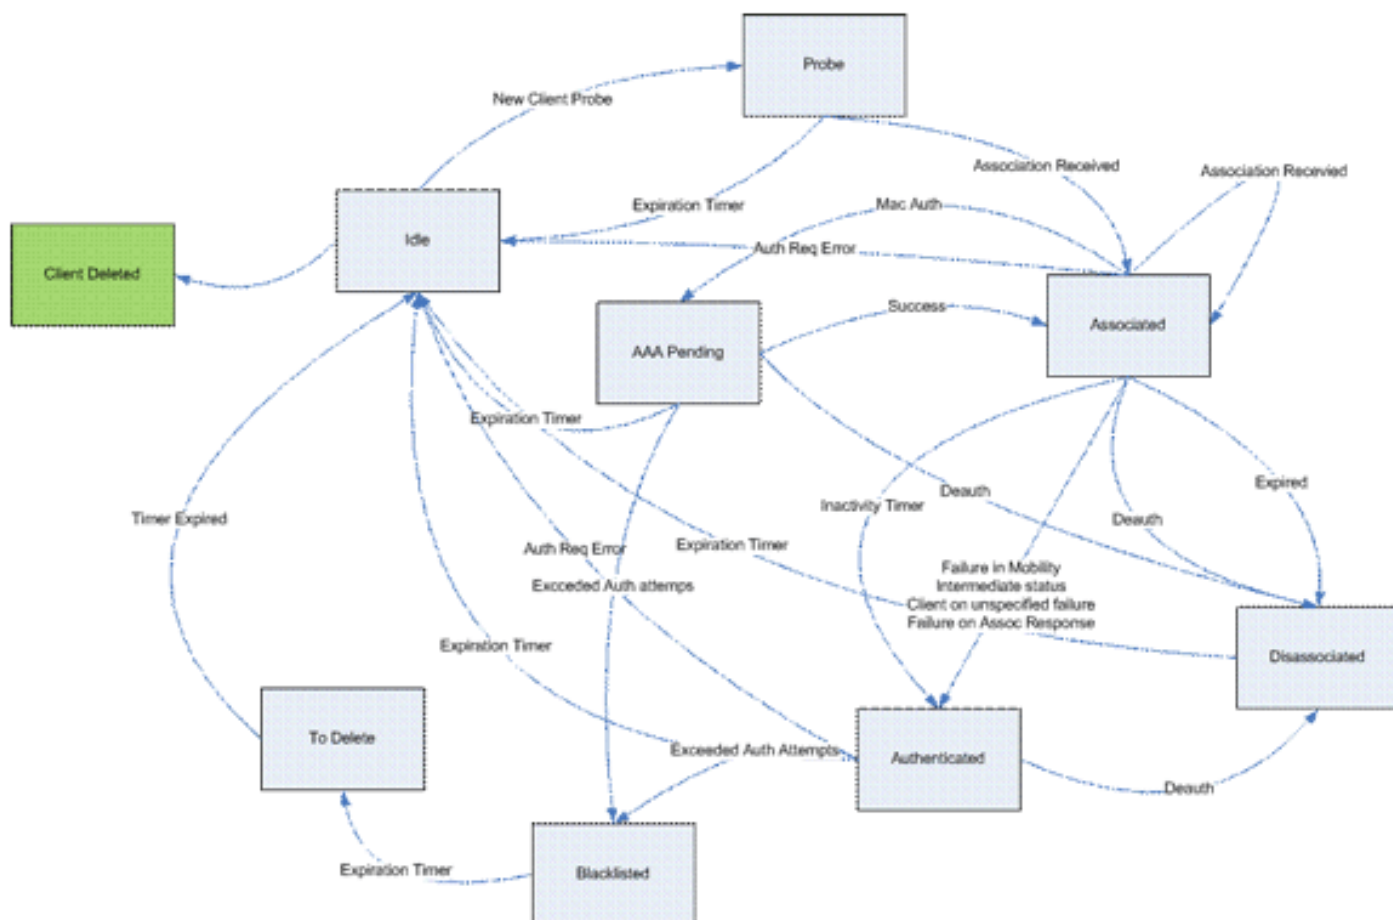 Probe
New Client Probe
Association Received
Association Recevied
Expiration Timer
Mac Auth
Idle
Auth Req Error
Client Deleted
Success
Associated
AAA Pending
Expiration Timer
Deauth
Expired
Inactivity Timer
Deauth
Timer Expired
Auth Req Error
Expiration Timer
Failure in Mobility
Intermediate status
Client on unspecified failure
Failure on Assoc Response
Exceeded Auth attemps
Expiration Timer
Disassociated
To Delete
Exceeded Auth Attempts
Authenticated
Deauth
Expiration Timer
Blacklisted